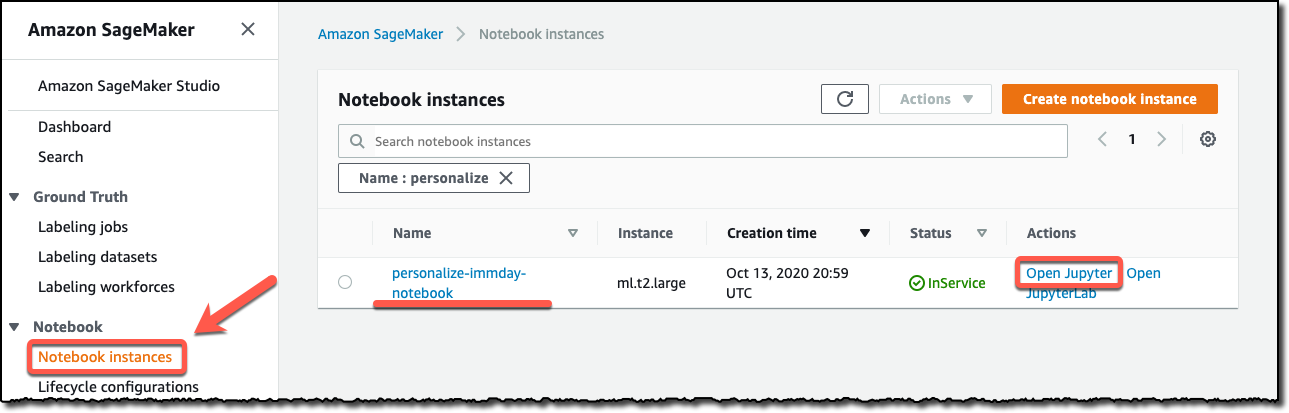 Amazon SageMaker
Amazon SageMaker Studio
Dashboard
Search
Ground Truth
Labeling jobs
Labeling datasets
Labeling workforces
Notebook
Notebook instances
Lifecycle configurations
Amazon SageMaker > Notebook instances
Notebook instances
Actions
Create notebook instance
Search notebook instances
1
Name : personalize
Name Instance Creation time Status Actions
personalize-immday-
notebook
ml.t2.large
Oct 13, 2020 20:59
UTC
InService
Open Jupyter Open
JupyterLab